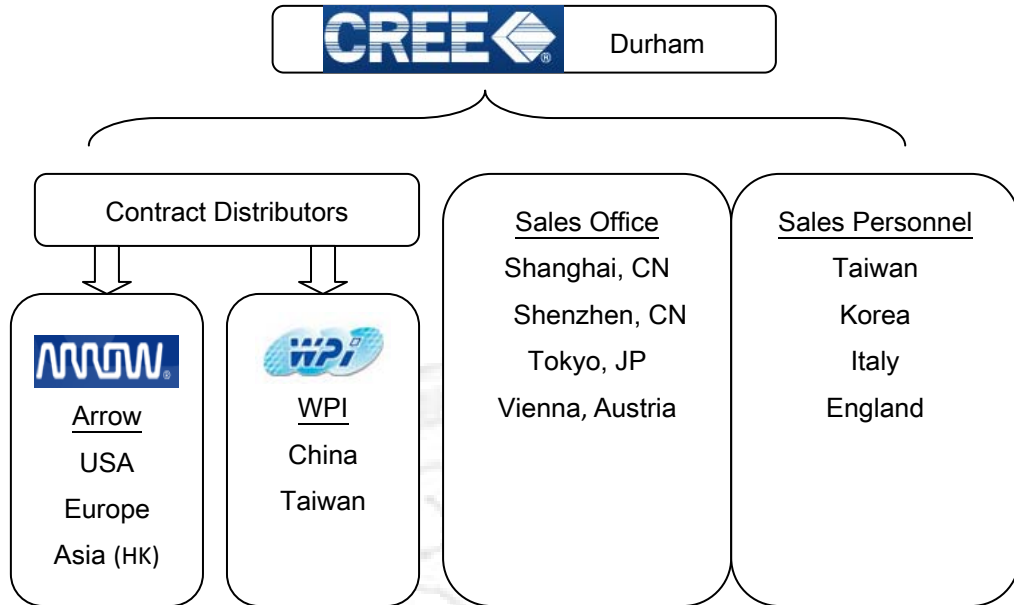 CREE ® Durham
Contract Distributors
ARROW®
Arrow
USA
Europe
Asia (HK)
WPi
WPI
China
Taiwan
Sales Office
Shanghai, CN
Shenzhen, CN
Tokyo, JP
Vienna, Austria
Sales Personnel
Taiwan
Korea
Italy
England